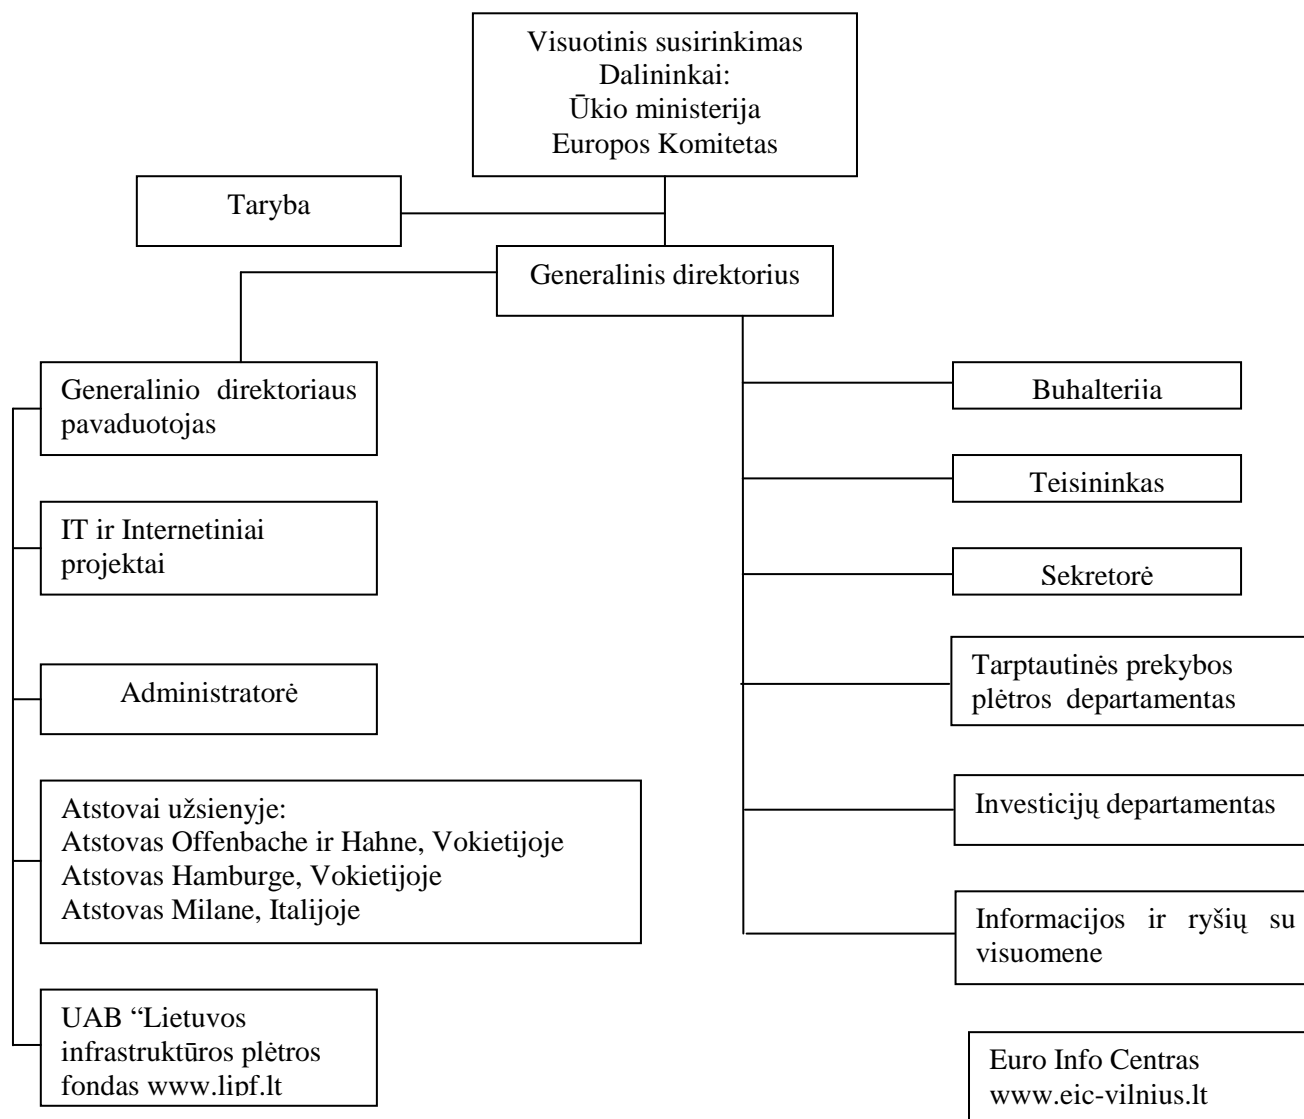 Visuotinis susirinkimas
Dalininkai:
Ūkio ministerija
Europos Komitetas
Taryba
Generalinis direktorius
Generalinio direktoriaus
pavaduotojas
IT ir Internetiniai
projektai
Administratorė
Atstovai užsienyje:
Atstovas Offenbache ir Hahne, Vokietijoje
Atstovas Hamburge, Vokietijoje
Atstovas Milane, Italijoje
UAB “Lietuvos
infrastruktūros plėtros
fondas www.lipf.lt
Buhalterija
Teisininkas
Sekretorė
Tarptautinės prekybos
plėtros departamentas
Investicijų departamentas
Informacijos ir ryšių su
visuomene
Euro Info Centras
www.eic-vilnius.lt